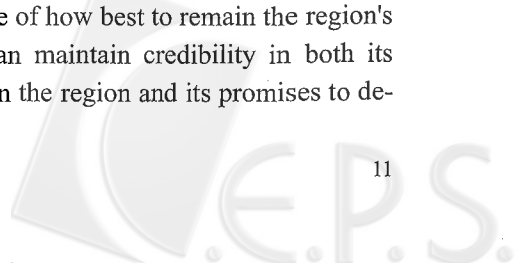 of how best to remain the region's
an maintain credibility in both its
n the region and its promises to de-
11
C.E.P.S.